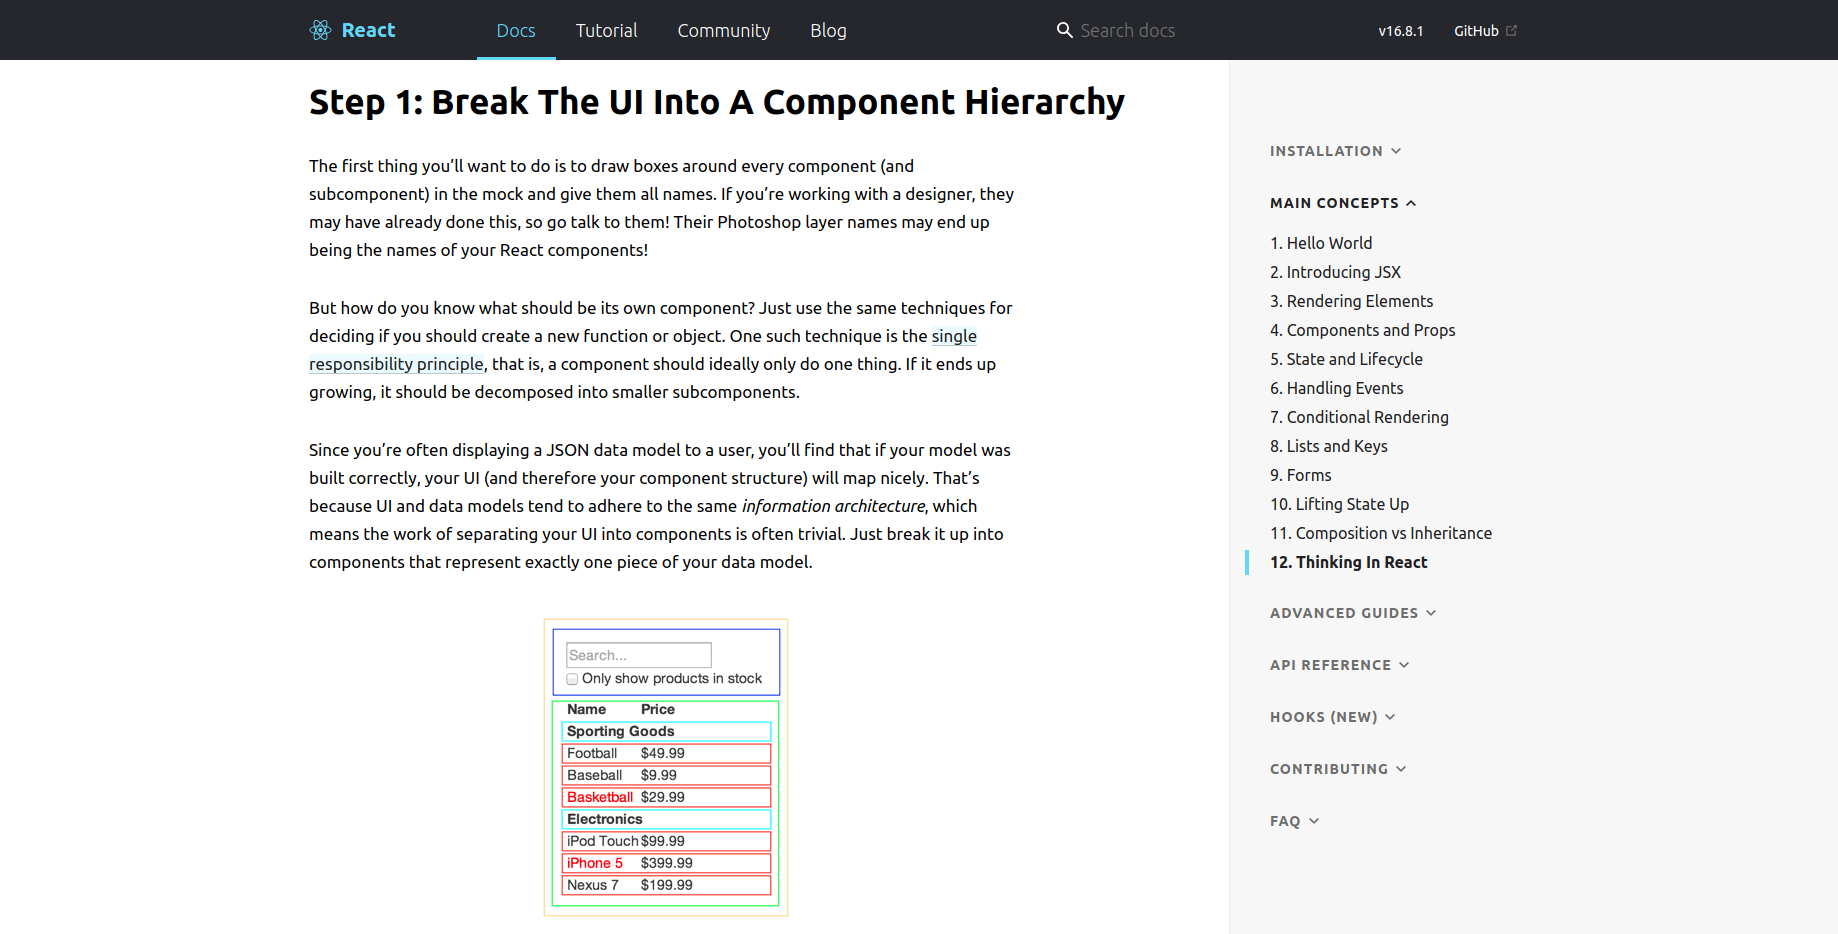 React
Docs
Tutorial
Community
Blog
Search docs
v16.8.1
GitHub
Step 1: Break The UI Into A Component Hierarchy
The first thing you’ll want to do is to draw boxes around every component (and
subcomponent) in the mock and give them all names. If you’re working with a designer, they
may have already done this, so go talk to them! Their Photoshop layer names may end up
being the names of your React components!
But how do you know what should be its own component? Just use the same techniques for
deciding if you should create a new function or object. One such technique is the single
responsibility principle, that is, a component should ideally only do one thing. If it ends up
growing, it should be decomposed into smaller subcomponents.
Since you’re often displaying a JSON data model to a user, you’ll find that if your model was
built correctly, your UI (and therefore your component structure) will map nicely. That’s
because UI and data models tend to adhere to the same information architecture, which
means the work of separating your UI into components is often trivial. Just break it up into
components that represent exactly one piece of your data model.
Search...
Only show products in stock
Name Price
Sporting Goods
Football $49.99
Baseball $9.99
Basketball $29.99
Electronics
iPod Touch $99.99
iPhone 5 $399.99
Nexus 7 $199.99
INSTALLATION
MAIN CONCEPTS
1. Hello World
2. Introducing JSX
3. Rendering Elements
4. Components and Props
5. State and Lifecycle
6. Handling Events
7. Conditional Rendering
8. Lists and Keys
9. Forms
10. Lifting State Up
11. Composition vs Inheritance
12. Thinking In React
ADVANCED GUIDES
API REFERENCE
HOOKS (NEW)
CONTRIBUTING
FAQ